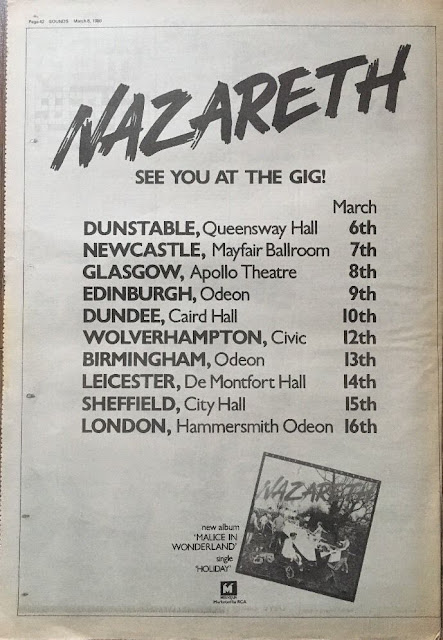 Page 42 SOUNDS March 8, 1980
NAZARETH
SEE YOU AT THE GIG!
March
DUNSTABLE, Queensway Hall 6th
NEWCASTLE, Mayfair Ballroom 7th
GLASGOW, Apollo Theatre 8th
EDINBURGH, Odeon 9th
DUNDEE, Caird Hall 10th
WOLVERHAMPTON, Civic 12th
BIRMINGHAM, Odeon 13th
LEICESTER, De Montfort Hall 14th
SHEFFIELD, City Hall 15th
LONDON, Hammersmith Odeon 16th
NAZARETH
new album
'MALICE IN
WONDERLAND'
single
'HOLIDAY'